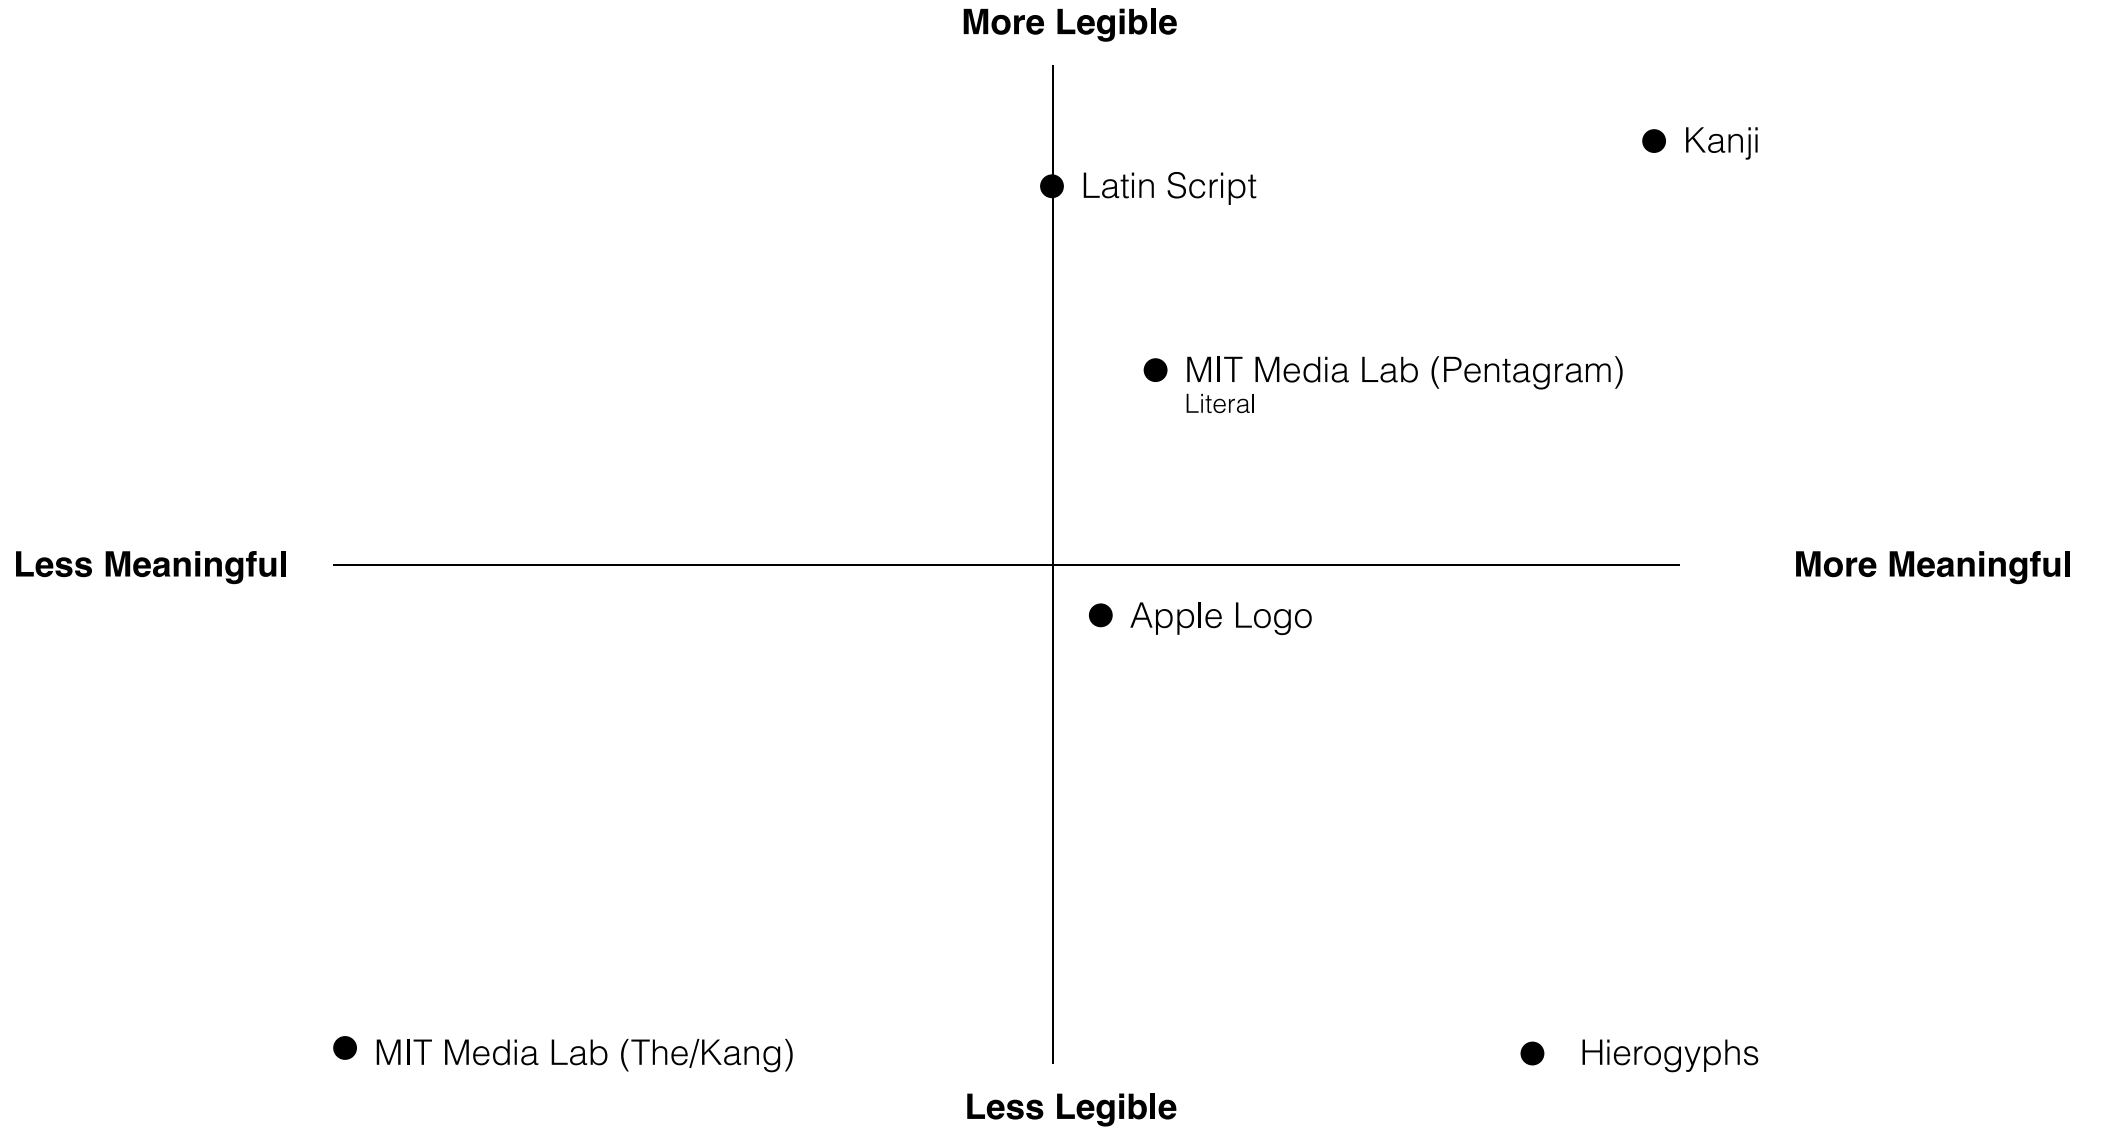 More Legible
Kanji
Latin Script
MIT Media Lab (Pentagram)
Literal
Less Meaningful
More Meaningful
Apple Logo
MIT Media Lab (The/Kang)
Hierogyphs
Less Legible